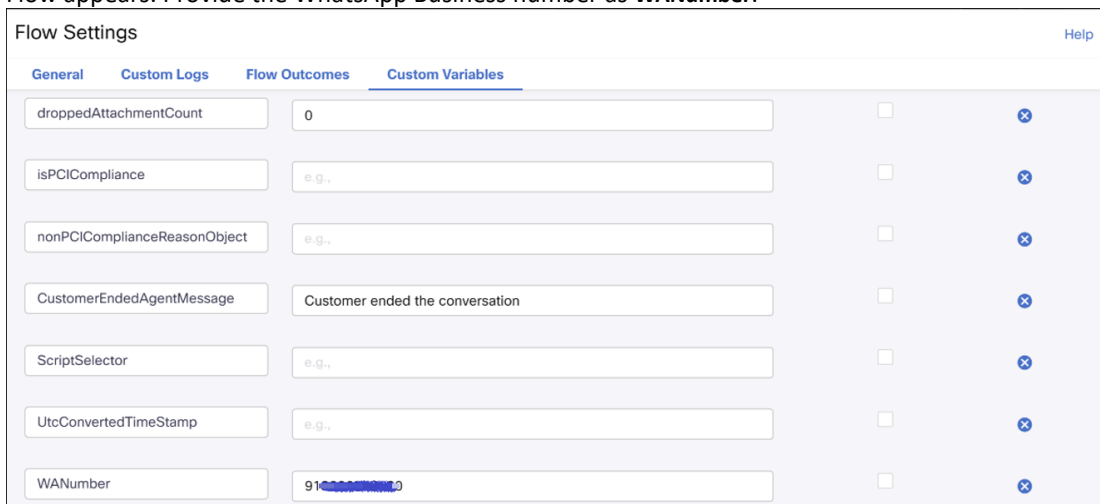 Flow appears. Provide the WhatsApp Business number as WANumber.
Flow Settings
Help
General Custom Logs Flow Outcomes Custom Variables
droppedAttachmentCount 0
isPCICompliance e.g.,
nonPCIComplianceReasonObject e.g.,
CustomerEndedAgentMessage Customer ended the conversation
ScriptSelector e.g.,
UtcConvertedTimeStamp e.g.,
WANumber